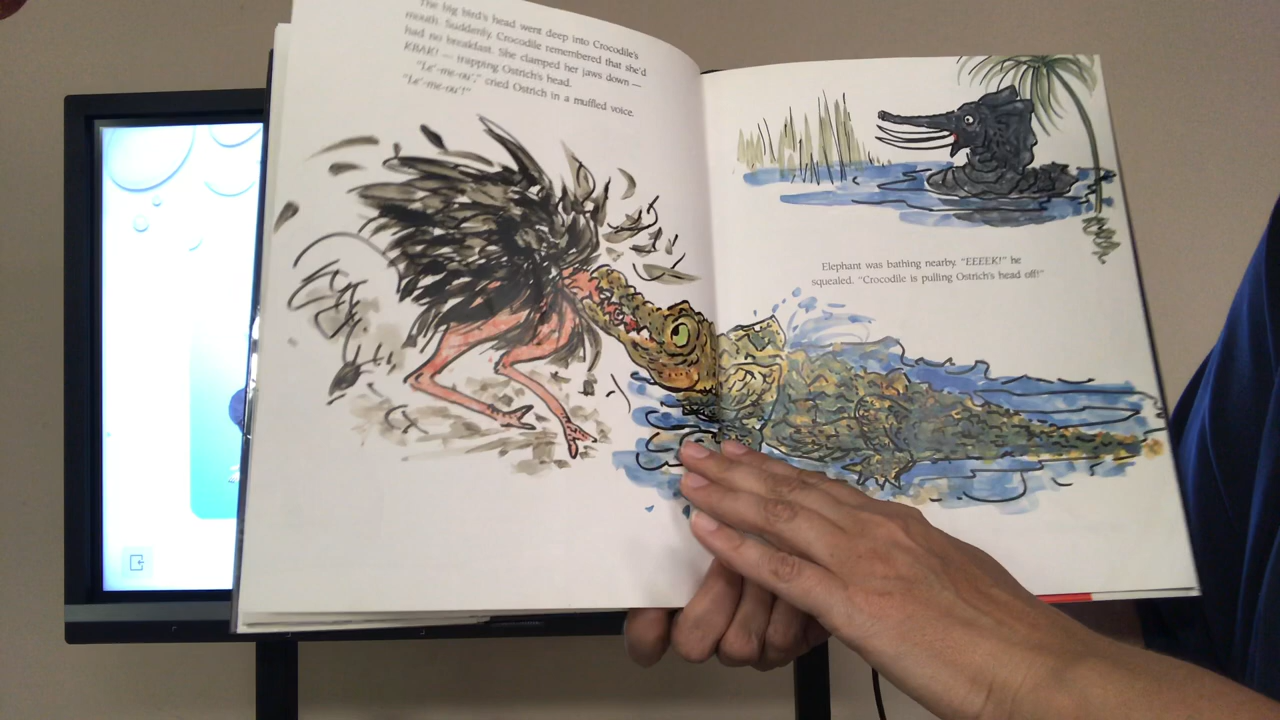 The big bird's head went deep into Crocodile's
mouth. Suddenly, Crocodile remembered that she'd
had no breakfast. She clamped her jaws down —
KBAK! — trapping Ostrich's head.
"Le'-me-ou'," cried Ostrich in a muffled voice.
"Le'-me-ou'!"
Elephant was bathing nearby. "EEEEK!" he
squealed. "Crocodile is pulling Ostrich's head off!"